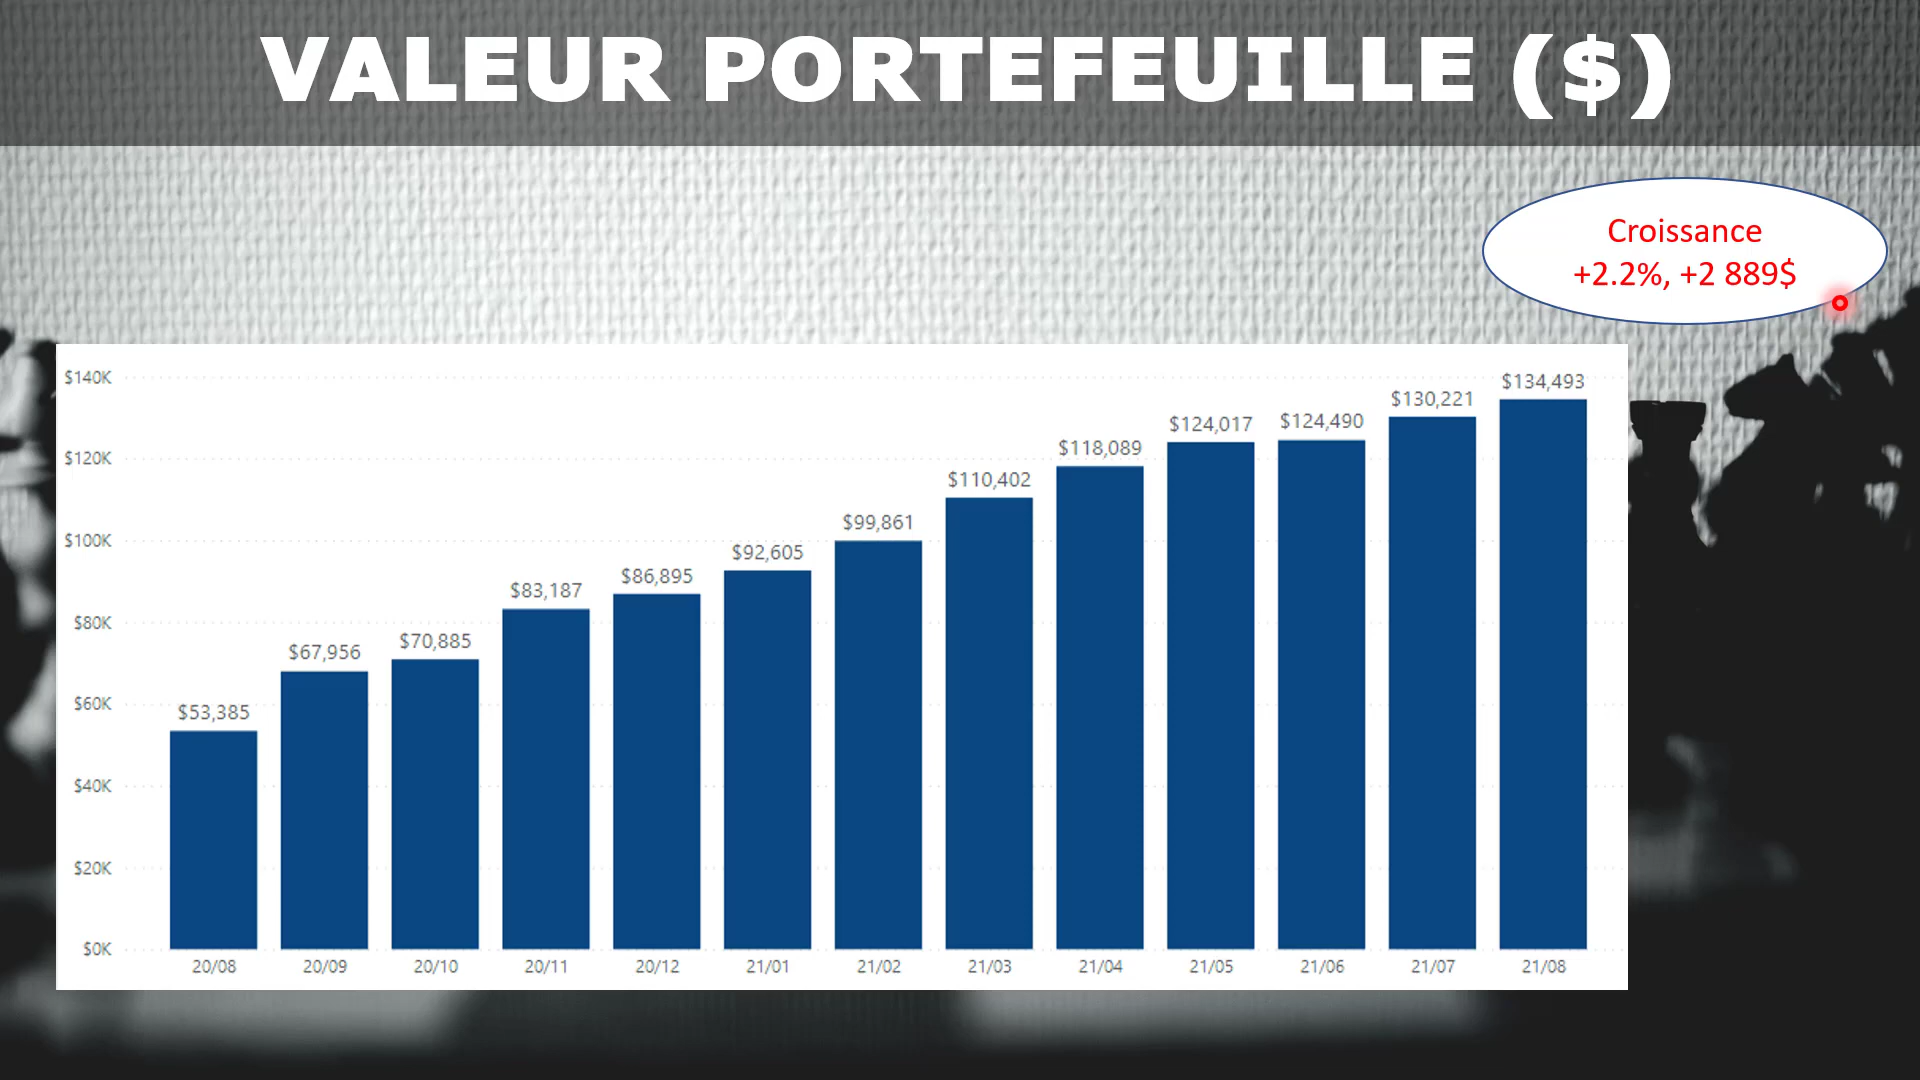 VALEUR PORTEFEUILLE ($)
Croissance
+2.2%, +2 889$
$140K
$120K
$100K
$80K
$60K
$40K
$20K
$0K
$53,385
$67,956
$70,885
$83,187
$86,895
$92,605
$99,861
$110,402
$118,089
$124,017
$124,490
$130,221
$134,493
20/08 20/09 20/10 20/11 20/12 21/01 21/02 21/03 21/04 21/05 21/06 21/07 21/08